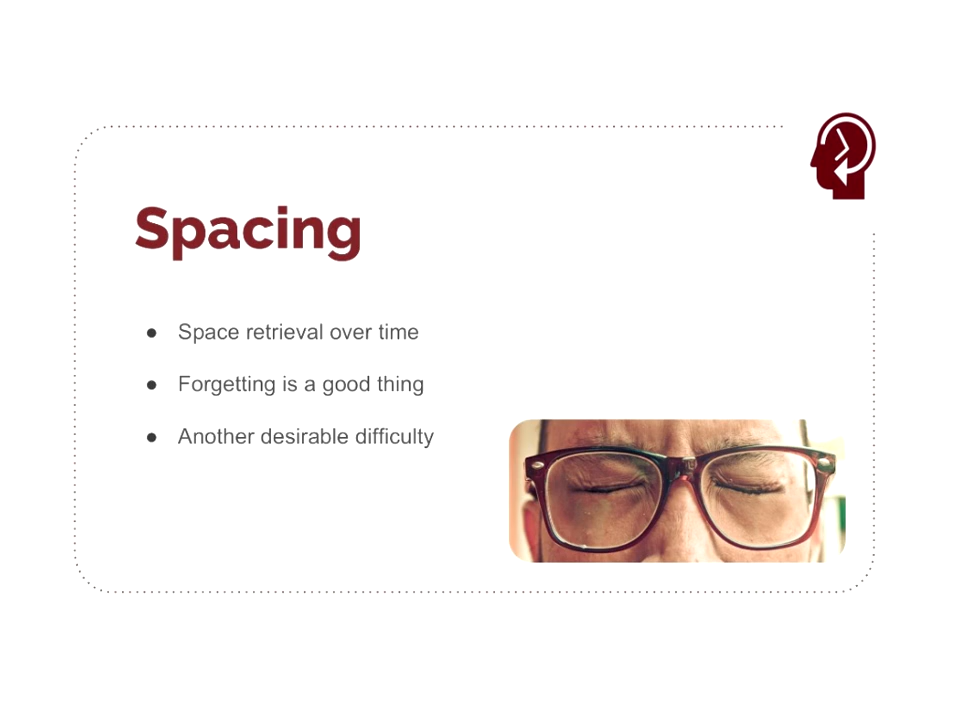 Spacing
● Space retrieval over time
● Forgetting is a good thing
● Another desirable difficulty